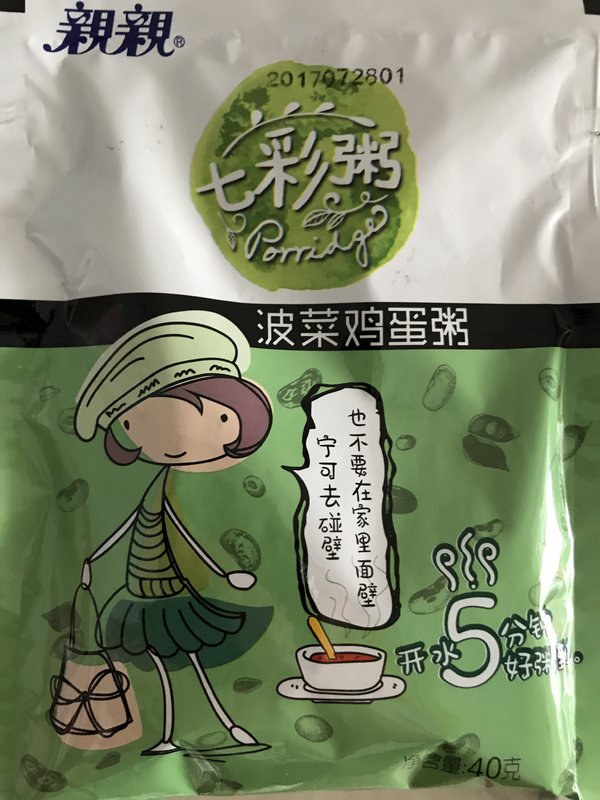 親親®
2017072801
七彩粥
Porridge
波菜鸡蛋粥
也不要在家里面壁
宁可去碰壁
开水5分钟
好粥
净含量:40克